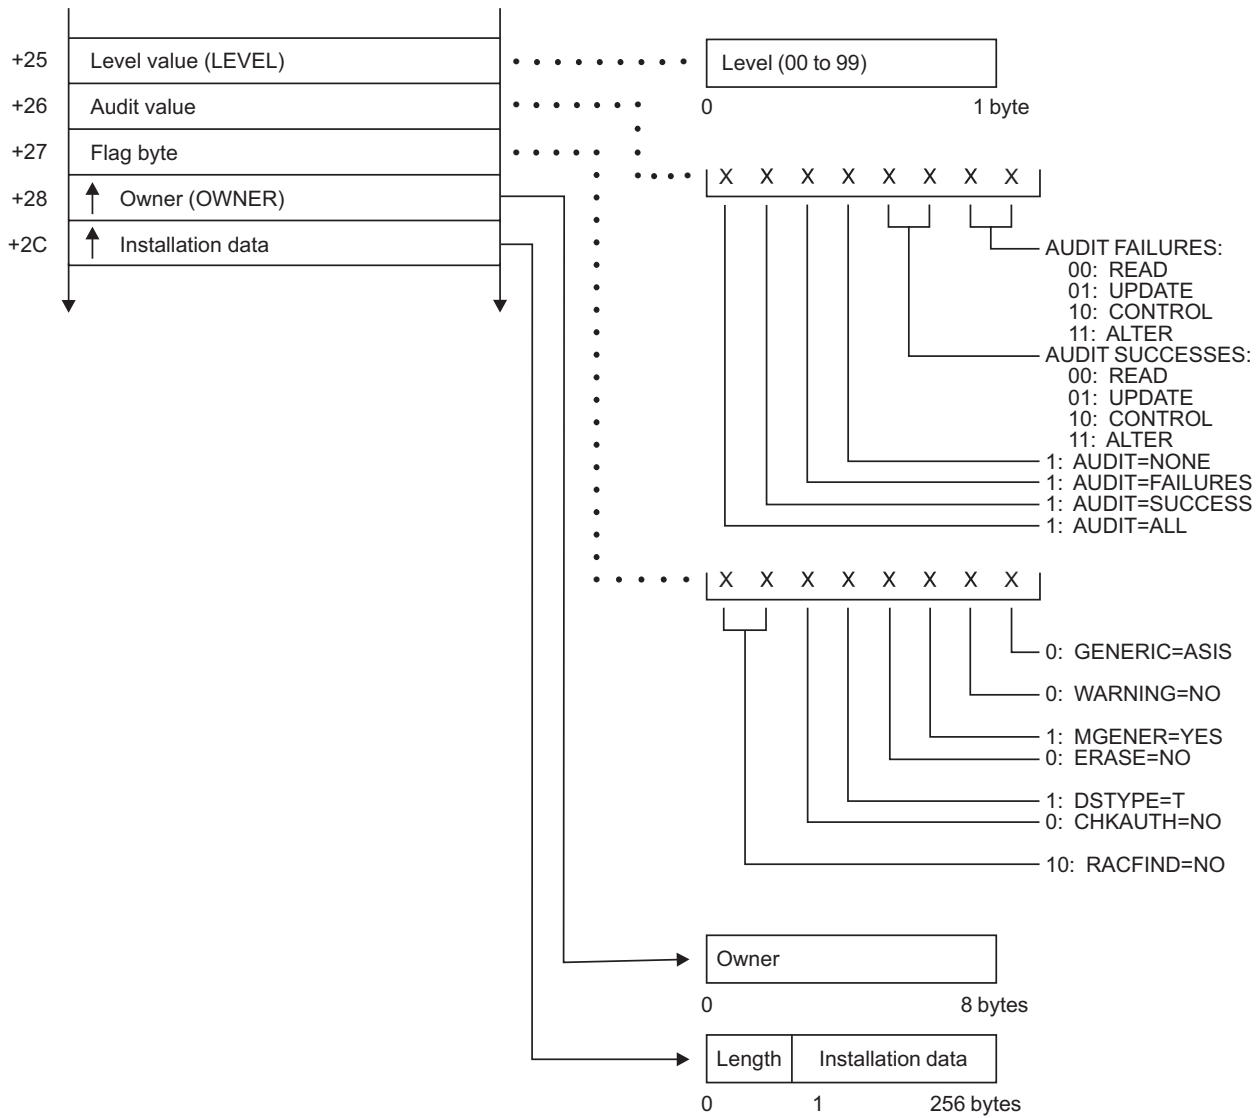 +25 Level value (LEVEL)
Level (00 to 99)
0 1 byte
+26 Audit value
+27 Flag byte
X X X X X X X X
+28 Owner (OWNER)
+2C Installation data
AUDIT FAILURES:
00: READ
01: UPDATE
10: CONTROL
11: ALTER
AUDIT SUCCESSES:
00: READ
01: UPDATE
10: CONTROL
11: ALTER
1: AUDIT=NONE
1: AUDIT=FAILURES
1: AUDIT=SUCCESS
1: AUDIT=ALL
X X X X X X X X
0: GENERIC=ASIS
0: WARNING=NO
1: MGENER=YES
0: ERASE=NO
1: DSTYPE=T
0: CHKAUTH=NO
10: RACFIND=NO
Owner
0 8 bytes
Length Installation data
0 1 256 bytes